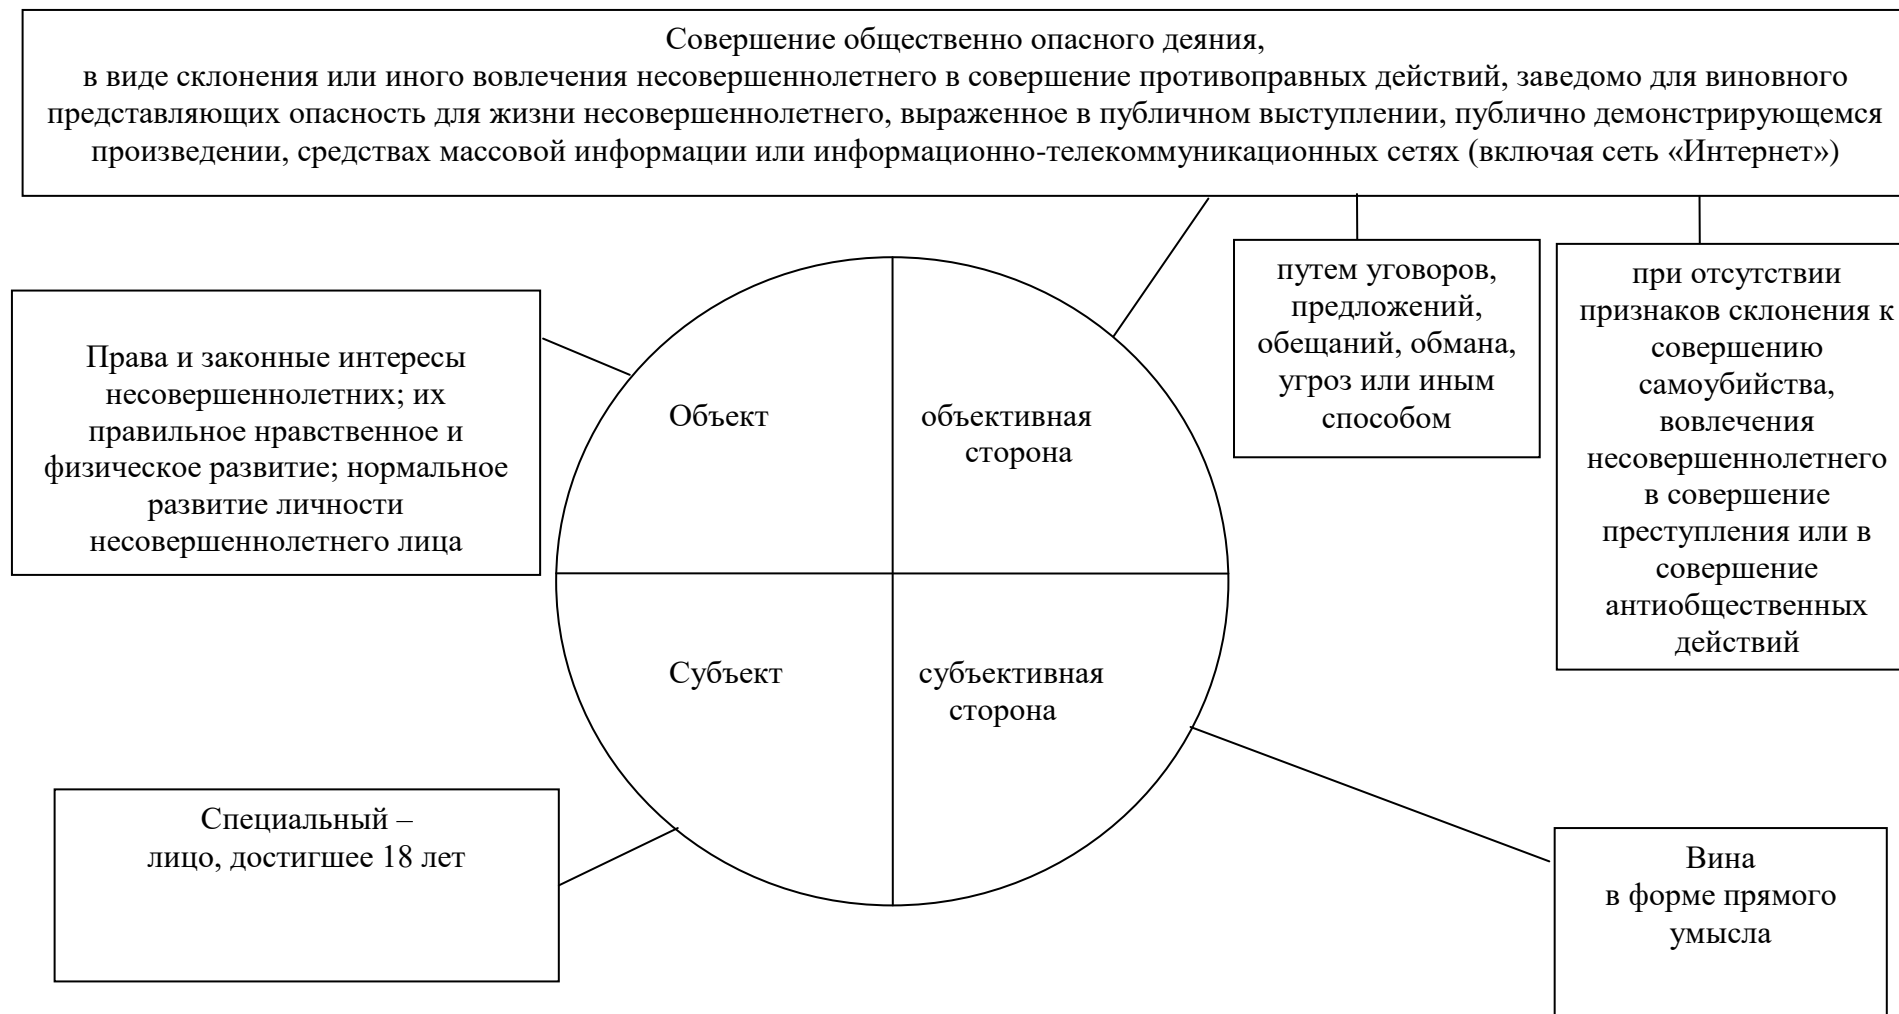 Совершение общественно опасного деяния,
в виде склонения или иного вовлечения несовершеннолетнего в совершение противоправных действий, заведомо для виновного
представляющих опасность для жизни несовершеннолетнего, выраженное в публичном выступлении, публично демонстрирующемся
произведении, средствах массовой информации или информационно-телекоммуникационных сетях (включая сеть «Интернет»)
Права и законные интересы
несовершеннолетних; их
правильное нравственное и
физическое развитие; нормальное
развитие личности
несовершеннолетнего лица
Объект
объективная
сторона
путем уговоров,
предложений,
обещаний, обмана,
угроз или иным
способом
при отсутствии
признаков склонения к
совершению
самоубийства,
вовлечения
несовершеннолетнего
в совершение
преступления или в
совершение
антиобщественных
действий
Субъект
субъективная
сторона
Специальный –
лицо, достигшее 18 лет
Вина
в форме прямого
умысла